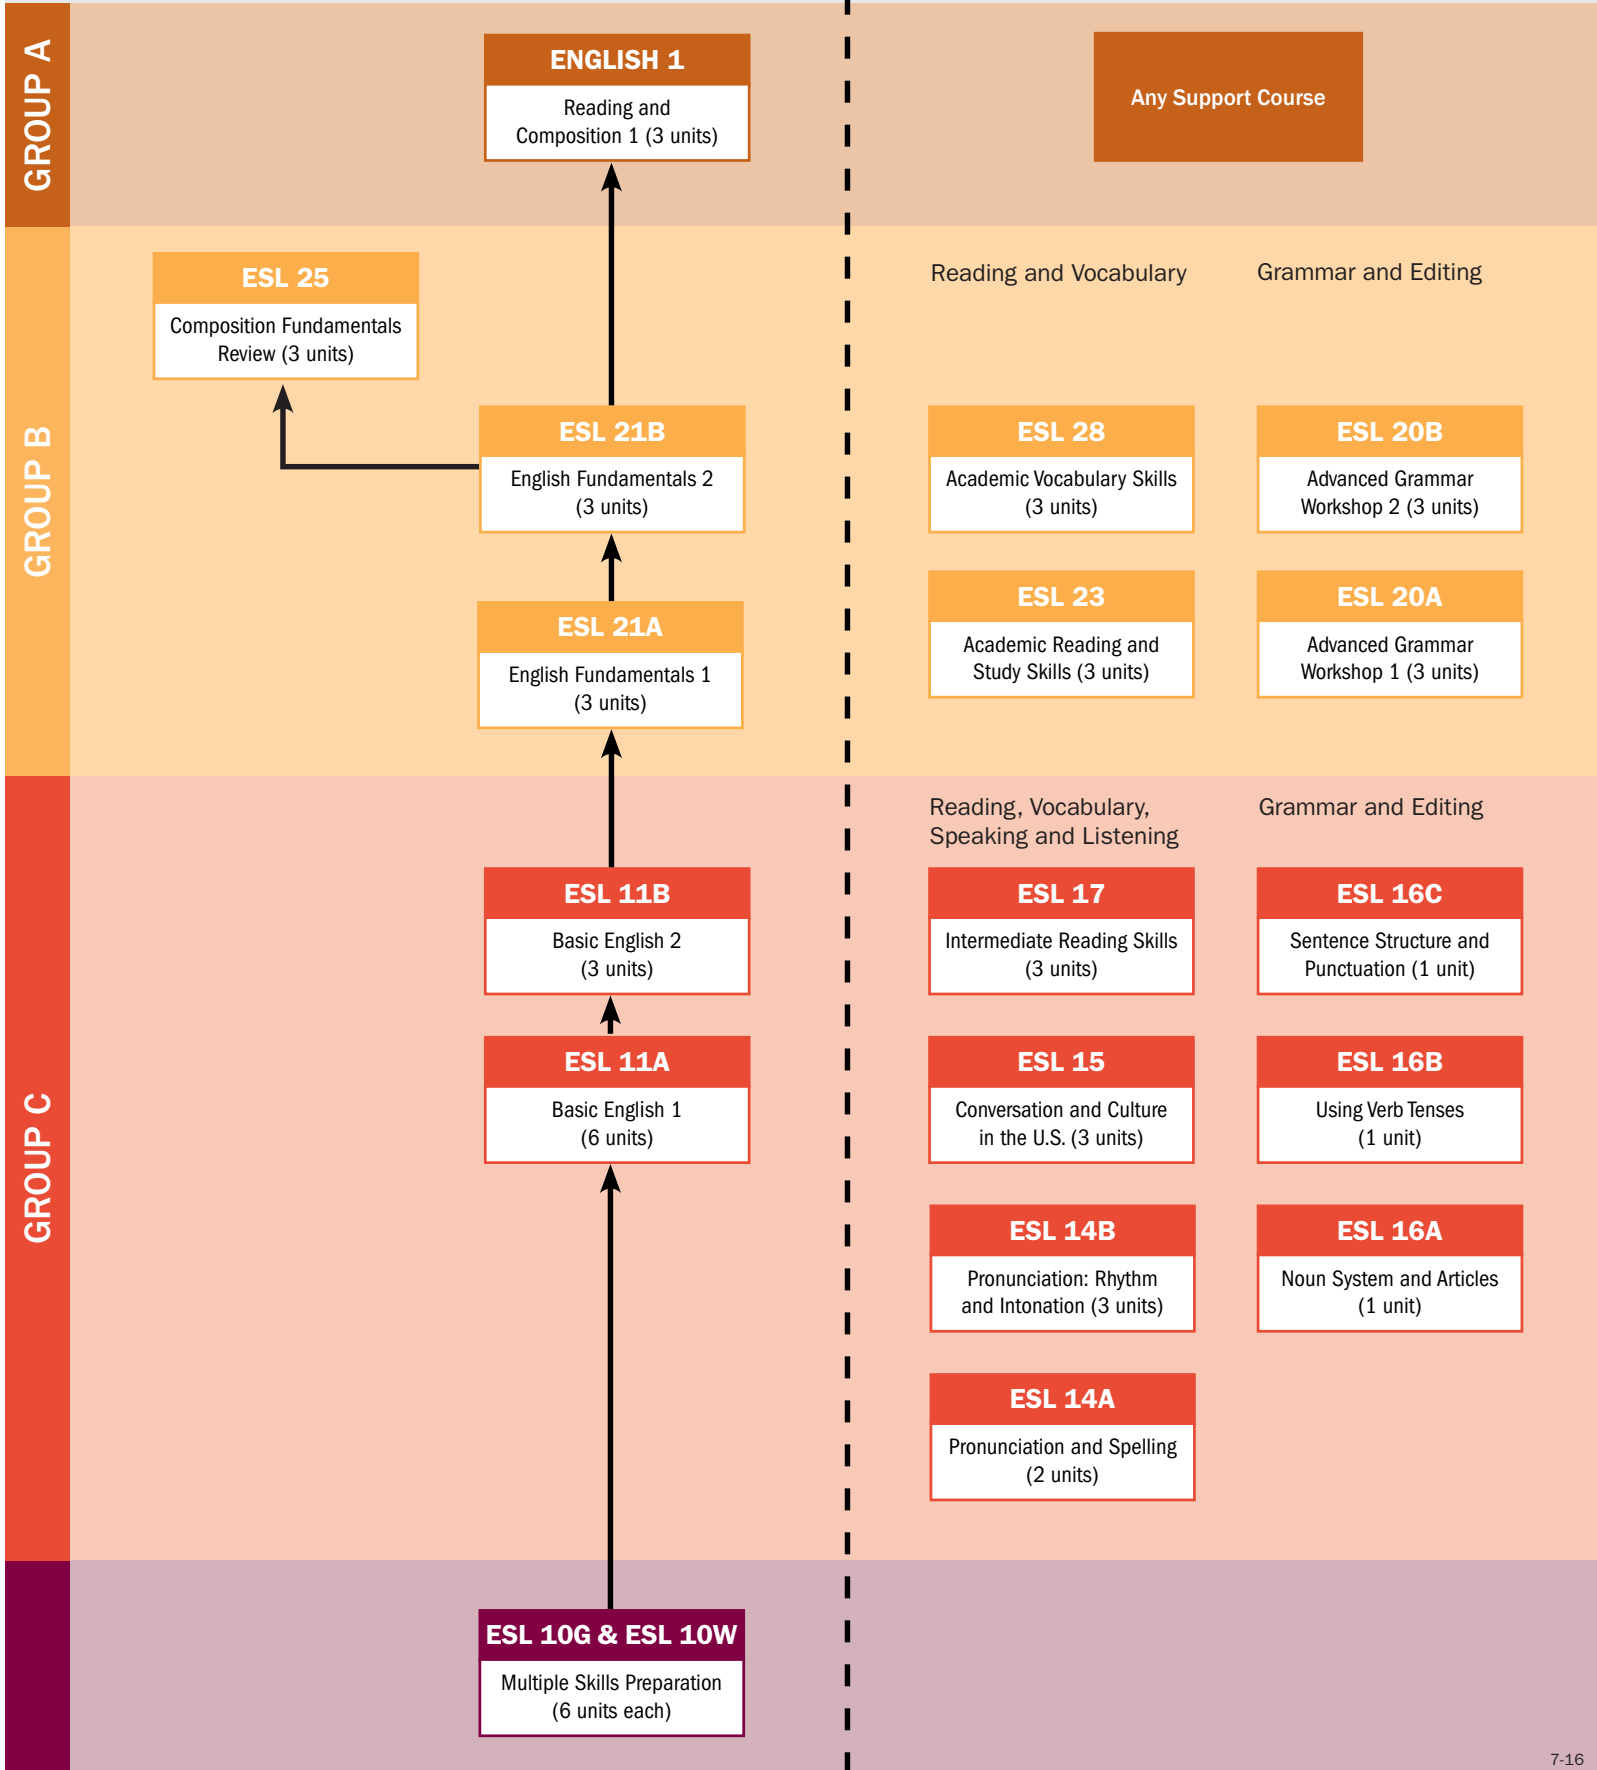 GROUP A
ENGLISH 1
Reading and
Composition 1 (3 units)
Any Support Course
GROUP B
ESL 25
Composition Fundamentals
Review (3 units)
ESL 21B
English Fundamentals 2
(3 units)
ESL 21A
English Fundamentals 1
(3 units)
Reading and Vocabulary
ESL 28
Academic Vocabulary Skills
(3 units)
ESL 23
Academic Reading and
Study Skills (3 units)
Grammar and Editing
ESL 20B
Advanced Grammar
Workshop 2 (3 units)
ESL 20A
Advanced Grammar
Workshop 1 (3 units)
GROUP C
ESL 11B
Basic English 2
(3 units)
ESL 11A
Basic English 1
(6 units)
Reading, Vocabulary,
Speaking and Listening
ESL 17
Intermediate Reading Skills
(3 units)
ESL 15
Conversation and Culture
in the U.S. (3 units)
ESL 14B
Pronunciation: Rhythm
and Intonation (3 units)
ESL 14A
Pronunciation and Spelling
(2 units)
Grammar and Editing
ESL 16C
Sentence Structure and
Punctuation (1 unit)
ESL 16B
Using Verb Tenses
(1 unit)
ESL 16A
Noun System and Articles
(1 unit)
ESL 10G & ESL 10W
Multiple Skills Preparation
(6 units each)
7-16